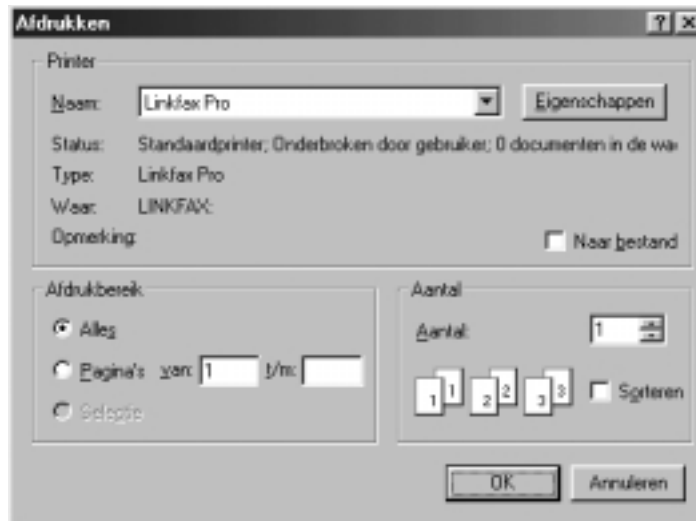 Afdrukken
Printer
Naam: Linkfax Pro Eigenschappen
Status: Standaardprinter; Onderbroken door gebruiker; 0 documenten in de
Type: Linkfax Pro
Waar: LINKFAX:
Opmerking:
Naar bestand
Afdrukbereik
Alles
Pagina's van: 1 t/m:
Selectie
Aantal
Aantal: 1
1 1 2 2 3 3 Sorteren
OK Annuleren